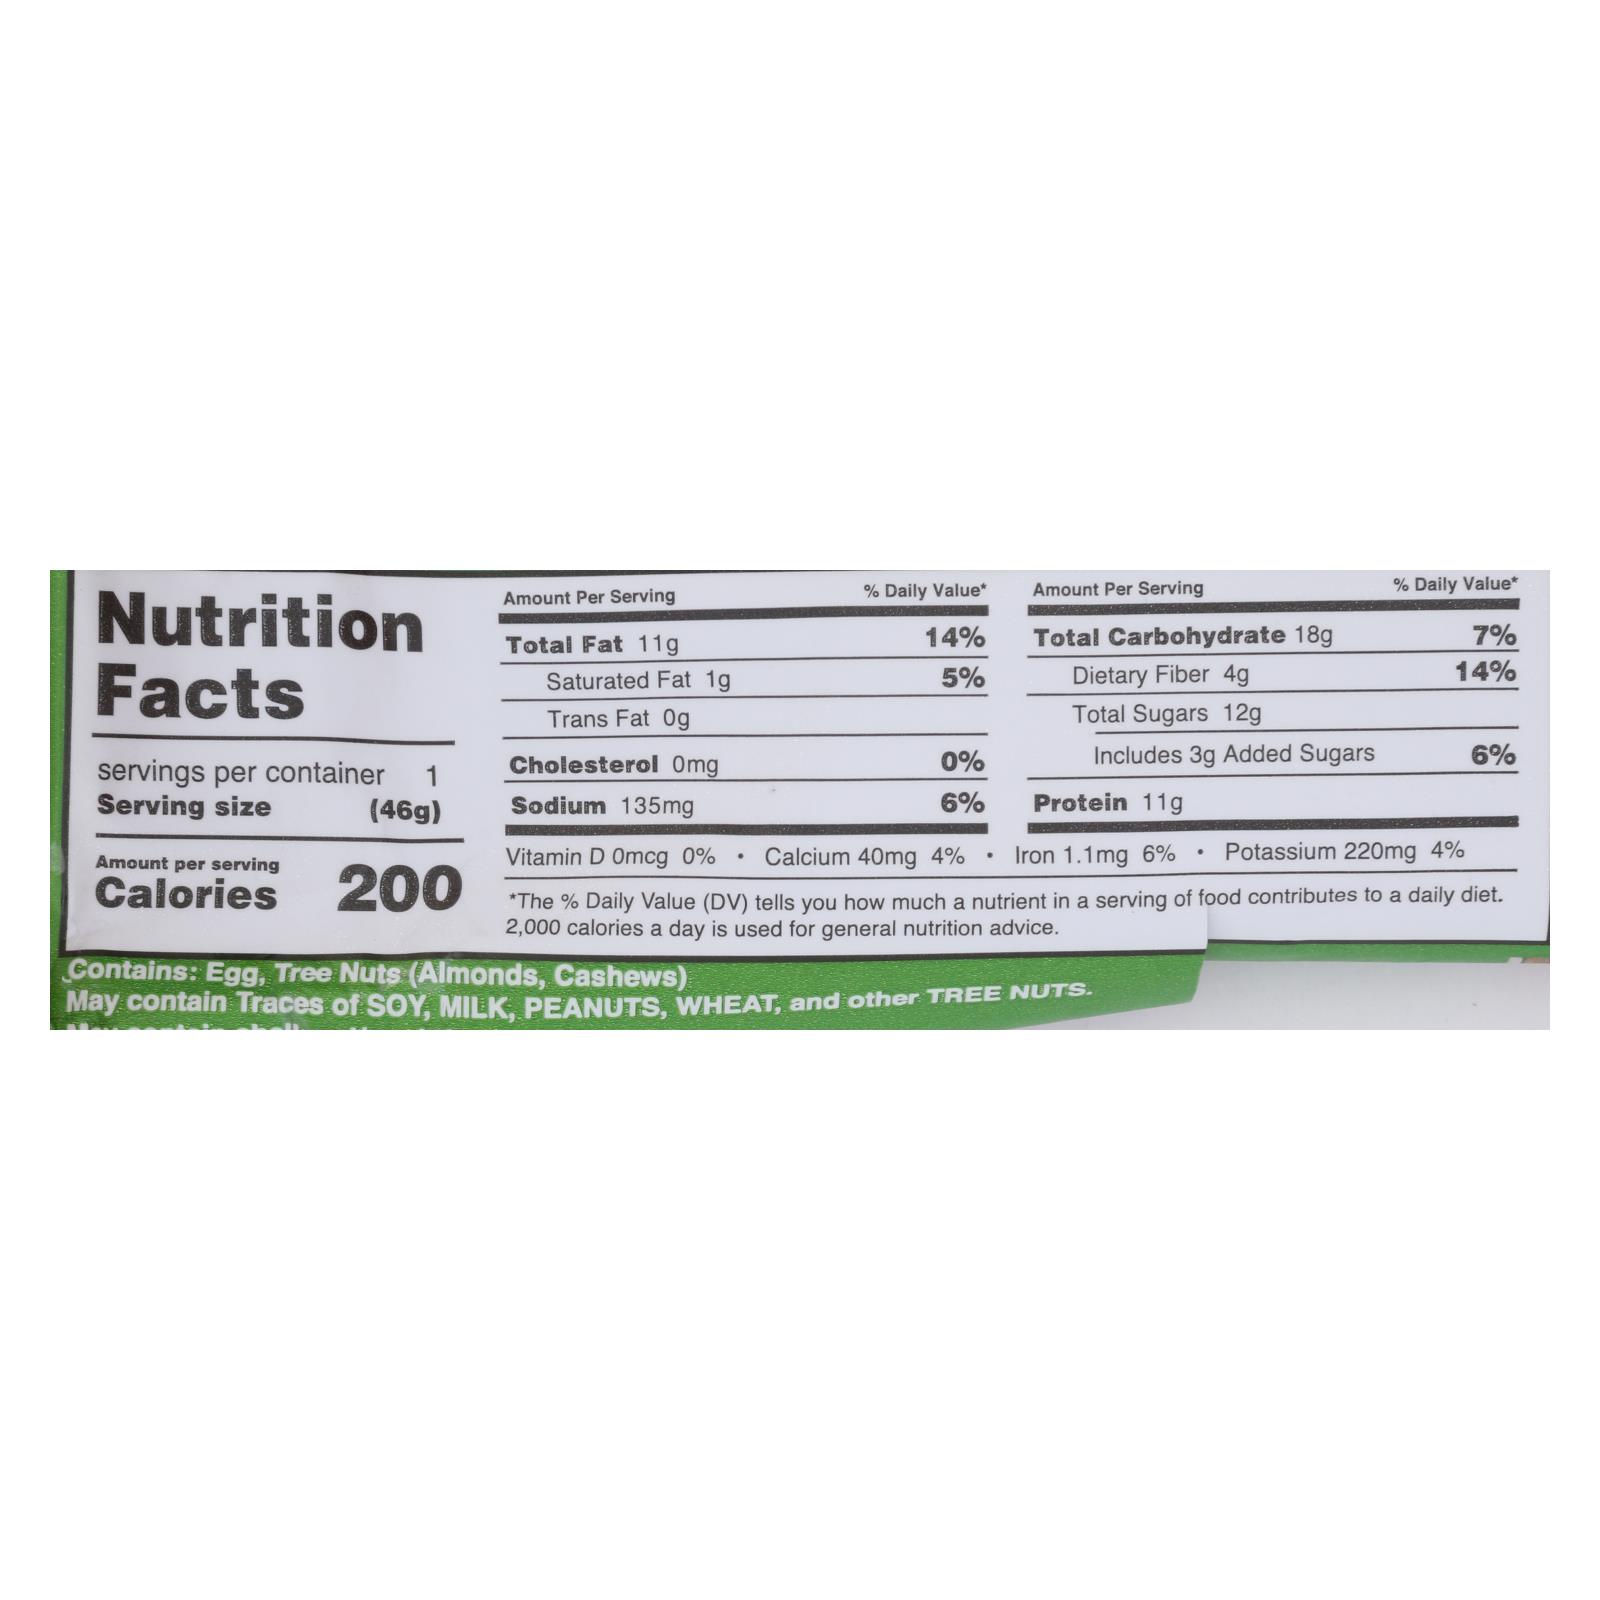 Nutrition
Facts
servings per container 1
Serving size (46g)
Amount per serving
Calories 200
Amount Per Serving % Daily Value*
Total Fat 11g 14%
Saturated Fat 1g 5%
Trans Fat 0g
Cholesterol 0mg 0%
Sodium 135mg 6%
Amount Per Serving % Daily Value*
Total Carbohydrate 18g 7%
Dietary Fiber 4g 14%
Total Sugars 12g
Includes 3g Added Sugars 6%
Protein 11g
Vitamin D 0mcg 0% • Calcium 40mg 4% • Iron 1.1mg 6% • Potassium 220mg 4%
*The % Daily Value (DV) tells you how much a nutrient in a serving of food contributes to a daily diet.
2,000 calories a day is used for general nutrition advice.
Contains: Egg, Tree Nuts (Almonds, Cashews)
May contain Traces of SOY, MILK, PEANUTS, WHEAT, and other TREE NUTS.
May contain